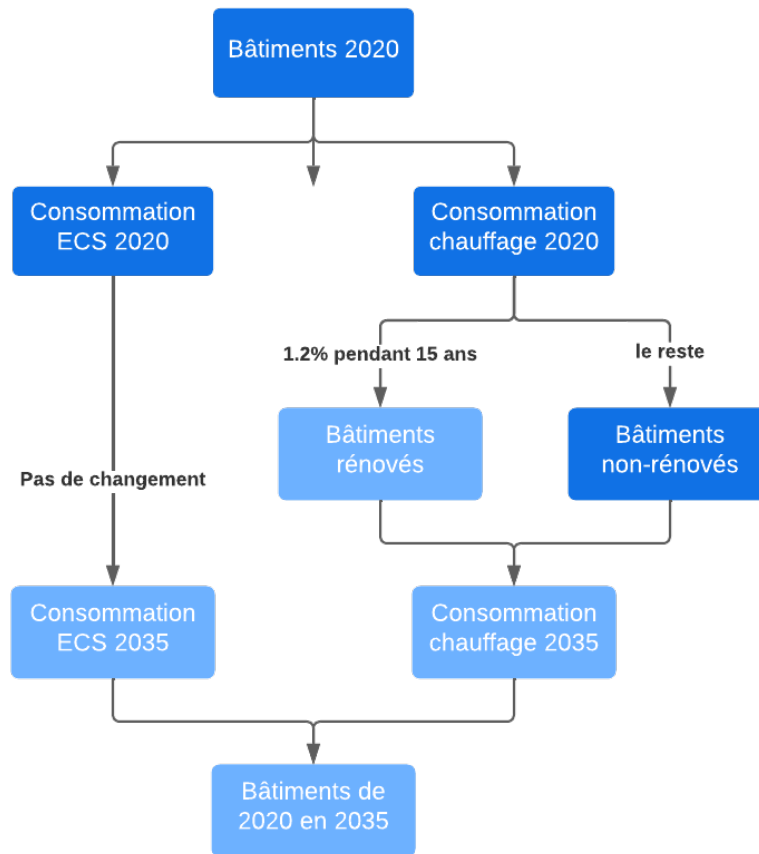 Bâtiments 2020
Consommation
ECS 2020
Consommation
chauffage 2020
1.2% pendant 15 ans
le reste
Bâtiments
rénovés
Bâtiments
non-rénovés
Pas de changement
Consommation
ECS 2035
Consommation
chauffage 2035
Bâtiments de
2020 en 2035